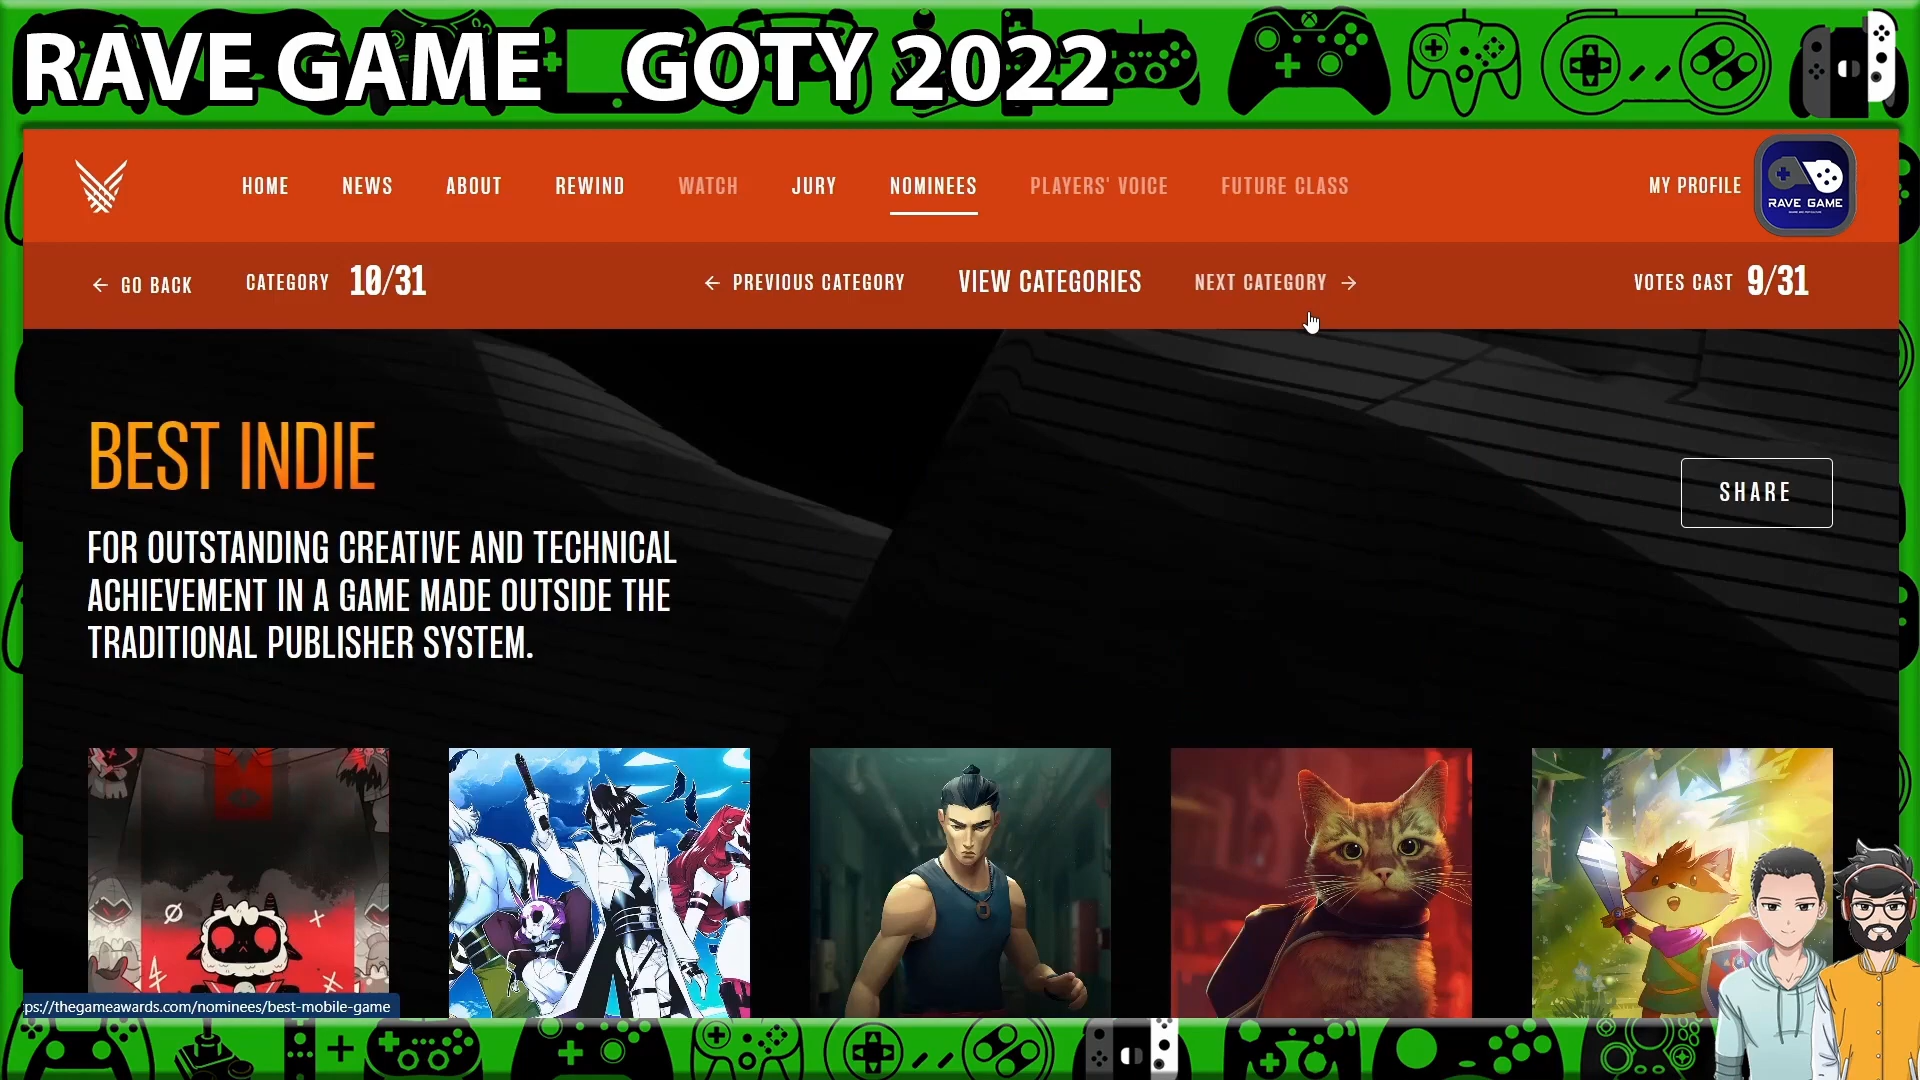 RAVE GAME GOTY 2022
HOME NEWS ABOUT REWIND WATCH JURY NOMINEES PLAYERS' VOICE FUTURE CLASS MY PROFILE
RAVE GAME
← GO BACK CATEGORY 10/31 ← PREVIOUS CATEGORY VIEW CATEGORIES NEXT CATEGORY → VOTES CAST 9/31
BEST INDIE
SHARE
FOR OUTSTANDING CREATIVE AND TECHNICAL
ACHIEVEMENT IN A GAME MADE OUTSIDE THE
TRADITIONAL PUBLISHER SYSTEM.
ps://thegameawards.com/nominees/best-mobile-game